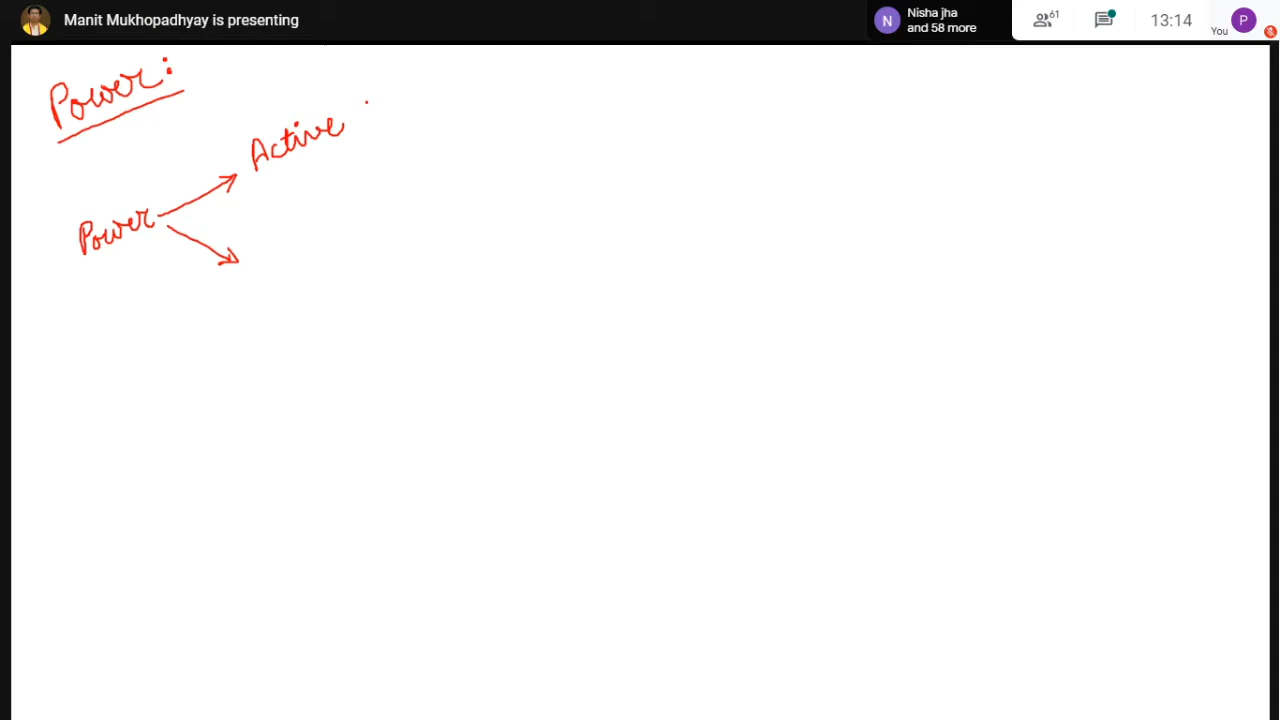 Manit Mukhopadhyay is presenting
N
Nisha jha
and 58 more
61
13:14
You
P
Power:
Active
Power